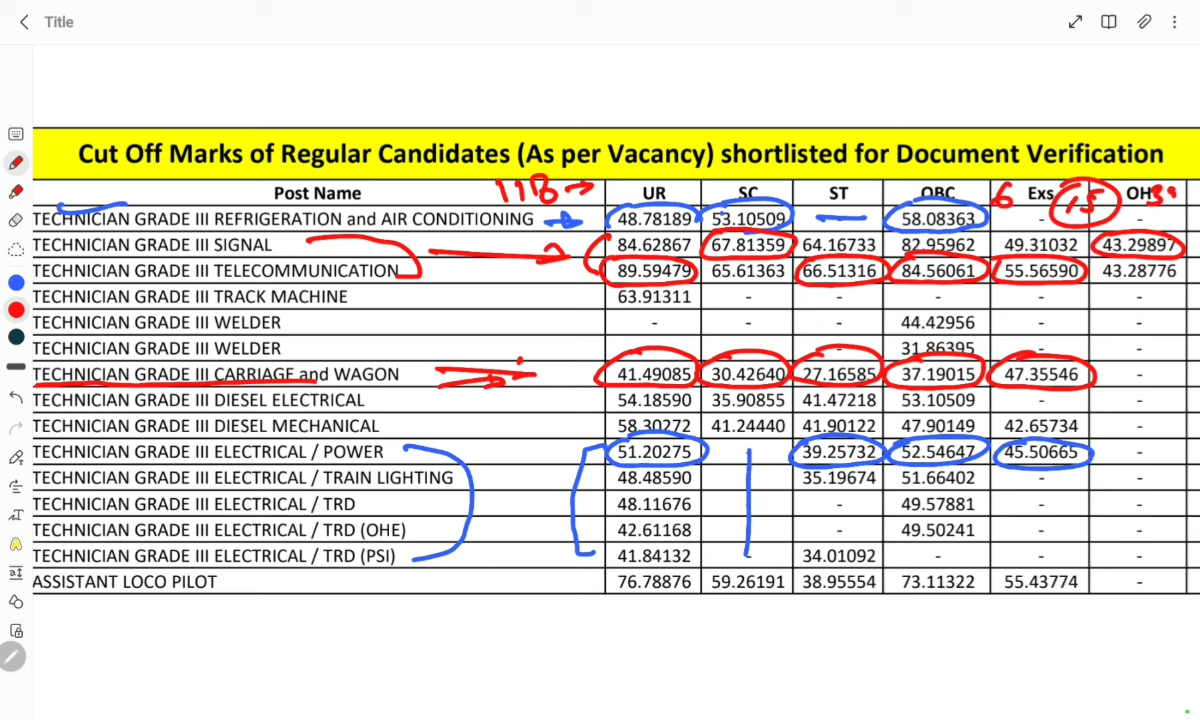 Title
Cut Off Marks of Regular Candidates (As per Vacancy) shortlisted for Document Verification
11B →
Post Name UR SC ST OBC 6 Exs 15 OH
TECHNICIAN GRADE III REFRIGERATION and AIR CONDITIONING 48.78189 53.10509 58.08363 - -
TECHNICIAN GRADE III SIGNAL 84.62867 67.81359 64.16733 82.95962 49.31032 43.29897
TECHNICIAN GRADE III TELECOMMUNICATION 89.59479 65.61363 66.51316 84.56061 55.56590 43.28776
TECHNICIAN GRADE III TRACK MACHINE 63.91311 - - - - -
TECHNICIAN GRADE III WELDER - - - 44.42956 - -
TECHNICIAN GRADE III WELDER 31.86395 - -
TECHNICIAN GRADE III CARRIAGE and WAGON 41.49085 30.42640 27.16585 37.19015 47.35546 -
TECHNICIAN GRADE III DIESEL ELECTRICAL 54.18590 35.90855 41.47218 53.10509 - -
TECHNICIAN GRADE III DIESEL MECHANICAL 58.30272 41.24440 41.90122 47.90149 42.65734 -
TECHNICIAN GRADE III ELECTRICAL / POWER 51.20275 39.25732 52.54647 45.50665 -
TECHNICIAN GRADE III ELECTRICAL / TRAIN LIGHTING 48.48590 35.19674 51.66402 - -
TECHNICIAN GRADE III ELECTRICAL / TRD 48.11676 - 49.57881 - -
TECHNICIAN GRADE III ELECTRICAL / TRD (OHE) 42.61168 - 49.50241 - -
TECHNICIAN GRADE III ELECTRICAL / TRD (PSI) 41.84132 - 34.01092 - - -
ASSISTANT LOCO PILOT 76.78876 59.26191 38.95554 73.11322 55.43774 -